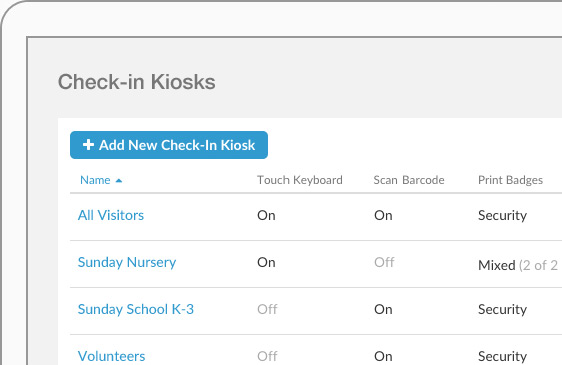 Check-in Kiosks
+ Add New Check-In Kiosk
Name Touch Keyboard Scan Barcode Print Badges
All Visitors On On Security
Sunday Nursery On Off Mixed (2 of 2
Sunday School K-3 Off On Security
Volunteers Off On Security